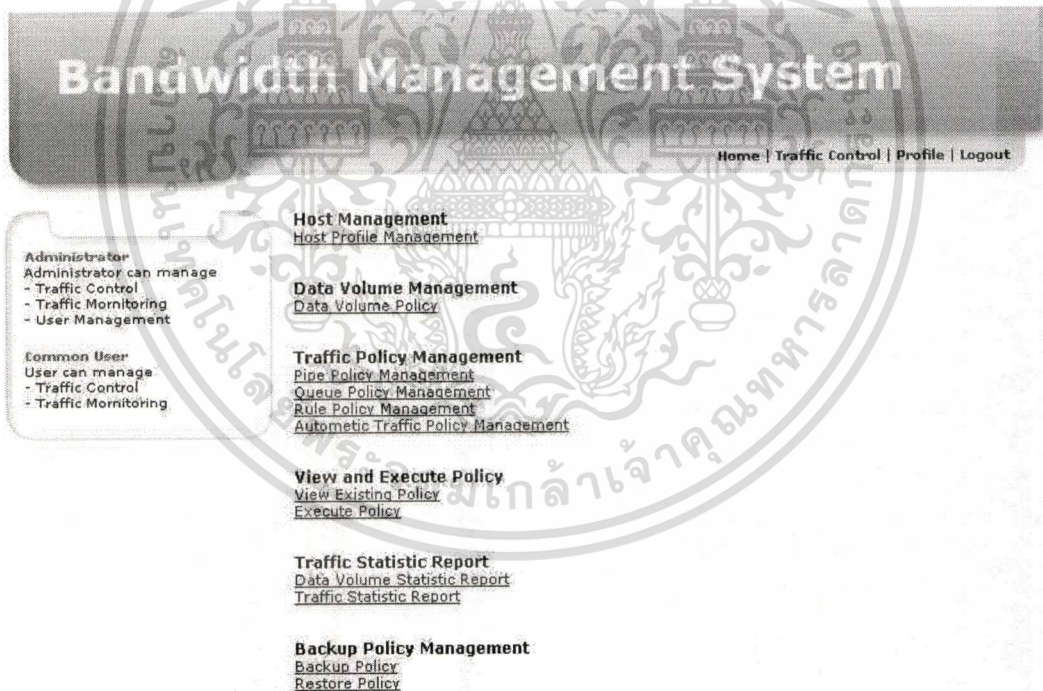 Bandwidth Management System
Home | Traffic Control | Profile | Logout
Administrator
Administrator can manage
- Traffic Control
- Traffic Mornitoring
- User Management
Common User
User can manage
- Traffic Control
- Traffic Mornitoring
Host Management
Host Profile Management
Data Volume Management
Data Volume Policy
Traffic Policy Management
Pipe Policy Management
Queue Policy Management
Rule Policy Management
Autometic Traffic Policy Management
View and Execute Policy
View Existing Policy
Execute Policy
Traffic Statistic Report
Data Volume Statistic Report
Traffic Statistic Report
Backup Policy Management
Backup Policy
Restore Policy